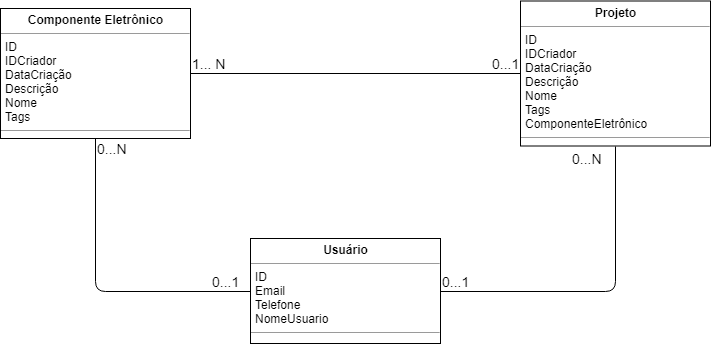 Componente Eletrônico
ID
IDCriador
DataCriação
Descrição
Nome
Tags
1... N
0...1
Projeto
ID
IDCriador
DataCriação
Descrição
Nome
Tags
ComponenteEletrônico
0...N
0...N
0...1
Usuário
ID
Email
Telefone
NomeUsuario
0...1